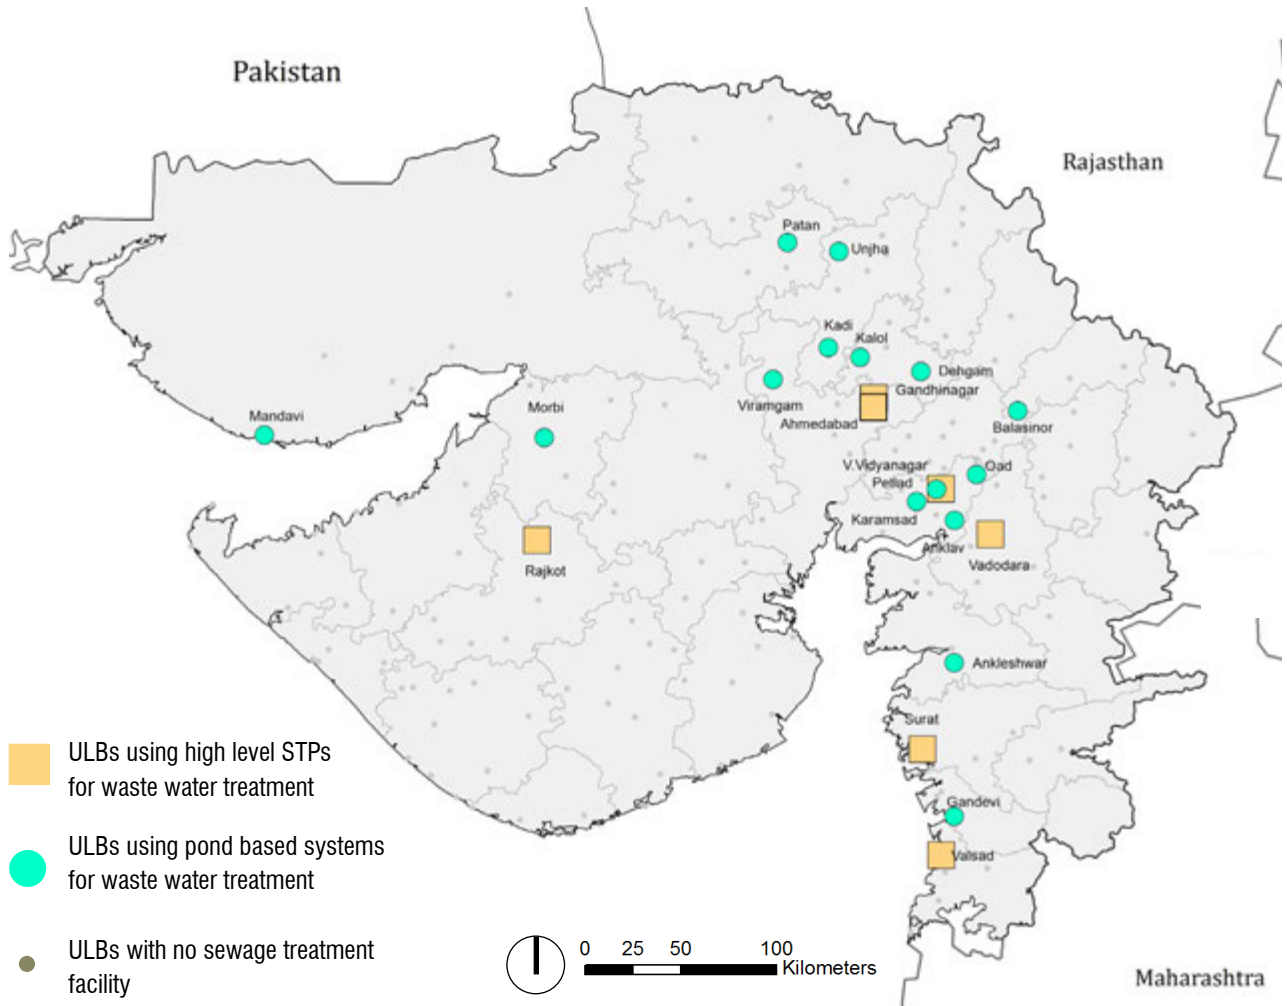 Pakistan
Rajasthan
Patan
Unjha
Kadi
Kalol
Dehgam
Gandhinagar
Viramgam
Ahmedabad
Balasinor
Mandavi
Morbi
V.Vidyanagar
Oad
Petlad
Karamsad
Anklav
Vadodara
Rajkot
Ankleshwar
Surat
Gandevi
Valsad
ULBs using high level STPs
for waste water treatment
ULBs using pond based systems
for waste water treatment
ULBs with no sewage treatment
facility
0 25 50 100
Kilometers
Maharashtra